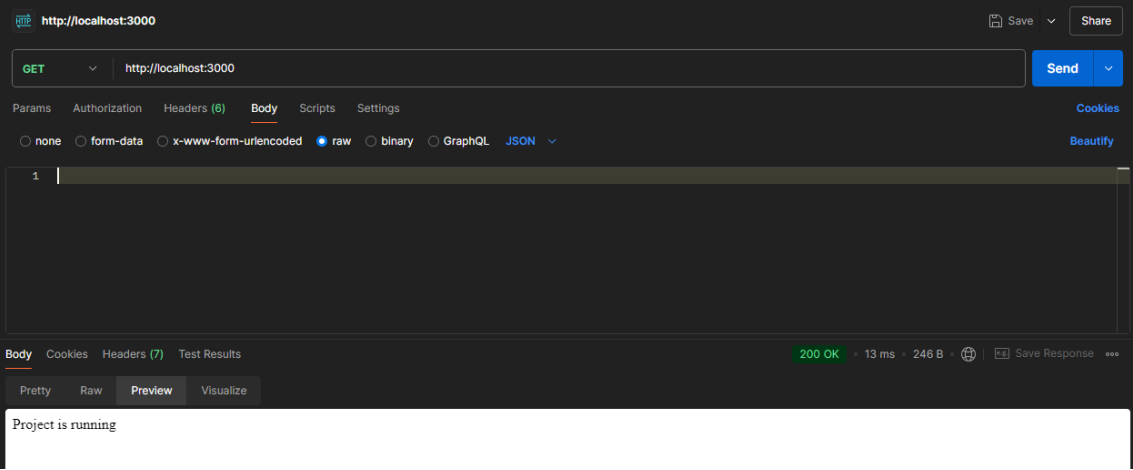 HTTP http://localhost:3000 Save Share
GET http://localhost:3000 Send
Params Authorization Headers (6) Body Scripts Settings Cookies
none form-data x-www-form-urlencoded raw binary GraphQL JSON Beautify
1
Body Cookies Headers (7) Test Results 200 OK • 13 ms • 246 B • Save Response
Pretty Raw Preview Visualize
Project is running